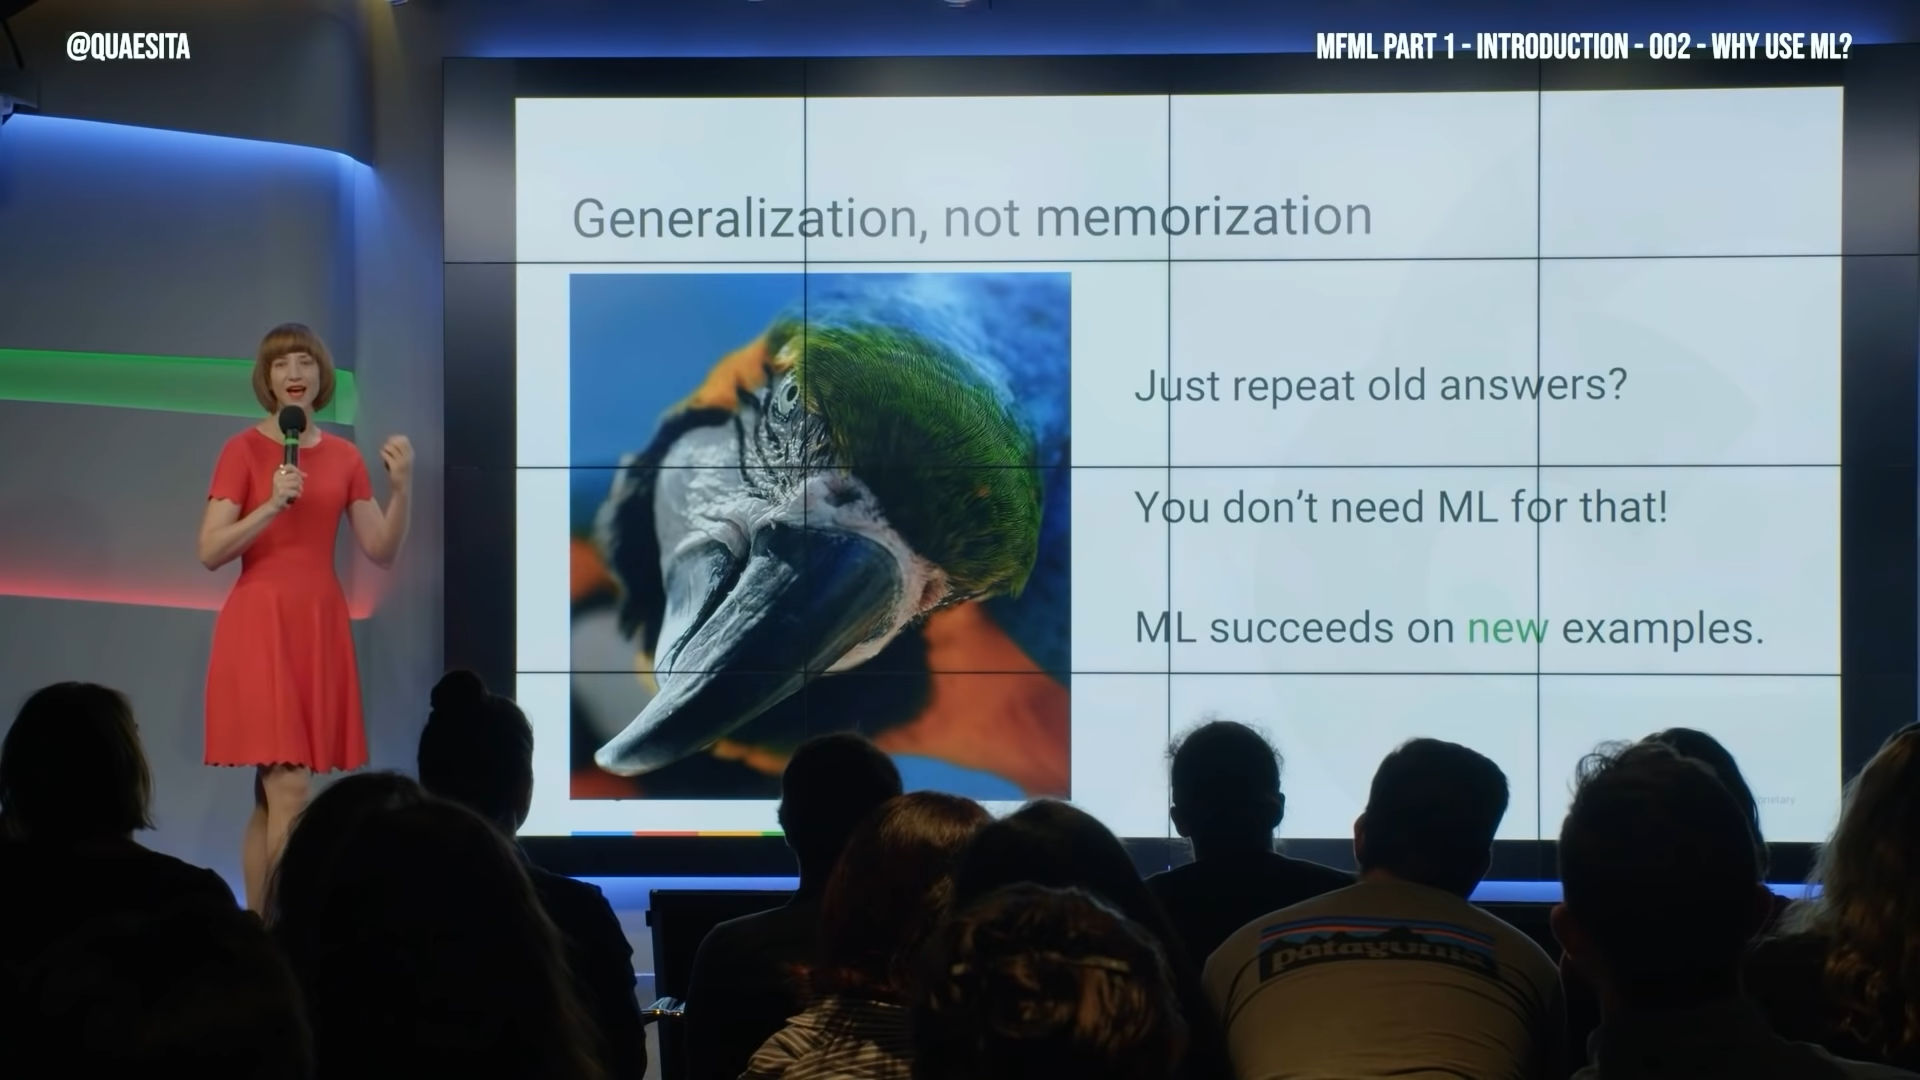 @QUAESITA
MFML PART 1 - INTRODUCTION - 002 - WHY USE ML?
Generalization, not memorization
Just repeat old answers?
You don't need ML for that!
ML succeeds on new examples.
patagonia